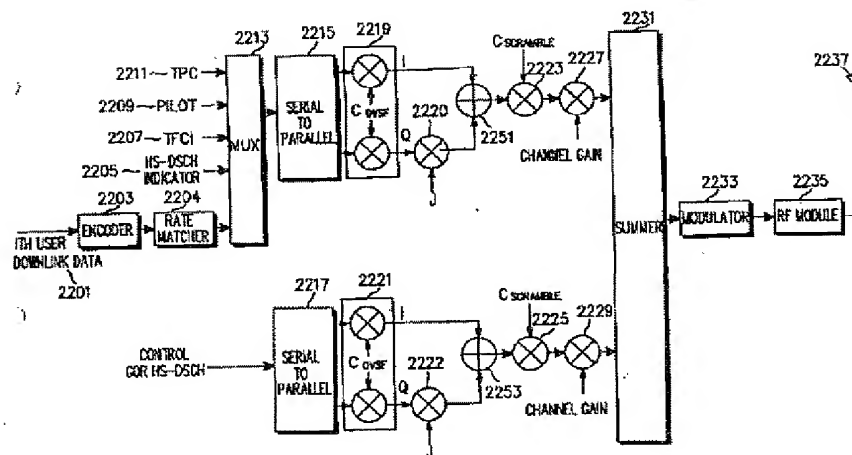 2211 TPC
2209 PILOT
2207 TFCI
2205 HS-DSCH
INDICATOR
2203
ENCODER
2204
RATE
MATCHER
ITH USER
DOWNLINK DATA
2201
2213
MUX
2215
SERIAL
TO
PARALLEL
2219
C OVSF
I
Q
2220
J
2251
C SCRAMBLE
2223
2227
CHANNEL GAIN
2231
SUMMER
2233
MODULATOR
2235
RF MODULE
2237
CONTROL
GOR HS-DSCH
2217
SERIAL
TO
PARALLEL
2221
C OVSF
I
Q
2222
J
2253
C SCRAMBLE
2225
2229
CHANNEL GAIN